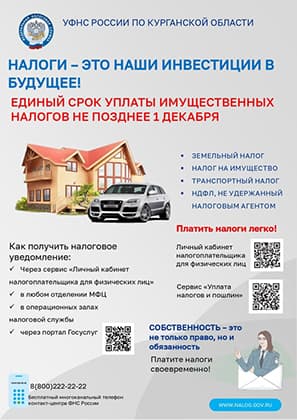 УФНС РОССИИ ПО КУРГАНСКОЙ ОБЛАСТИ
НАЛОГИ – ЭТО НАШИ ИНВЕСТИЦИИ В
БУДУЩЕЕ!
ЕДИНЫЙ СРОК УПЛАТЫ ИМУЩЕСТВЕННЫХ
НАЛОГОВ НЕ ПОЗДНЕЕ 1 ДЕКАБРЯ
• ЗЕМЕЛЬНЫЙ НАЛОГ
• НАЛОГ НА ИМУЩЕСТВО
• ТРАНСПОРТНЫЙ НАЛОГ
• НДФЛ, НЕ УДЕРЖАННЫЙ
НАЛОГОВЫМ АГЕНТОМ
Платить налоги легко!
Как получить налоговое
уведомление:
✓ Через сервис «Личный кабинет
налогоплательщика для физических лиц»
✓ в любом отделении МФЦ
✓ в операционных залах
налоговой службы
✓ через портал Госуслуг
Личный кабинет
налогоплательщика
для физических лиц
Сервис «Уплата
налогов и пошлин»
СОБСТВЕННОСТЬ – это
не только право, но и
обязанность
Платите налоги
своевременно!
8(800)222-22-22
Бесплатный многоканальный телефон
контакт-центра ФНС России
WWW.NALOG.GOV.RU